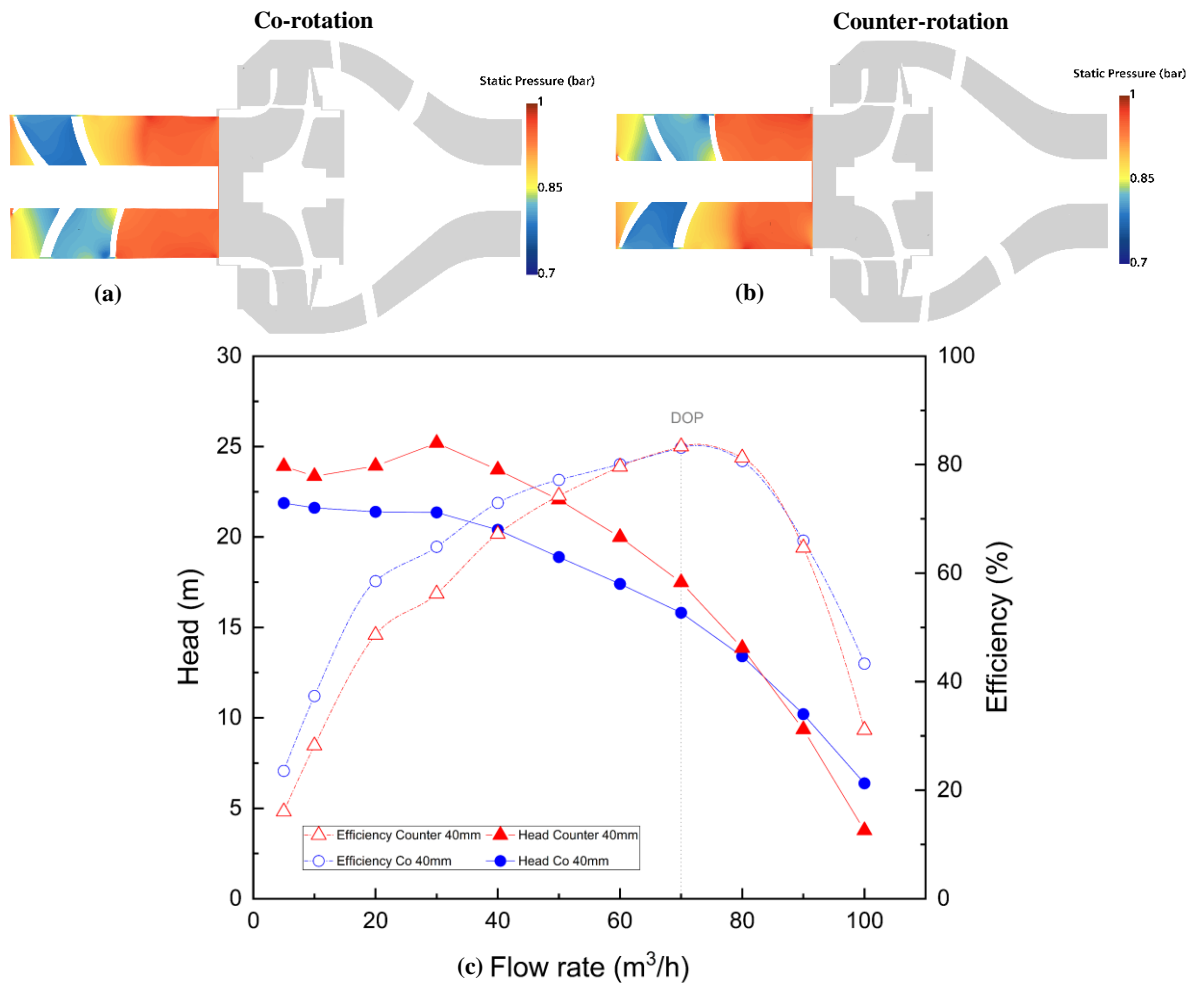 Co-rotation
Counter-rotation
Static Pressure (bar)
1
0.85
0.7
Static Pressure (bar)
1
0.85
0.7
(a)
(b)
30
25
20
15
10
5
0
Head (m)
100
80
60
40
20
0
Efficiency (%)
DOP
Efficiency Counter 40mm
Head Counter 40mm
Efficiency Co 40mm
Head Co 40mm
0
20
40
60
80
100
(c) Flow rate (m³/h)